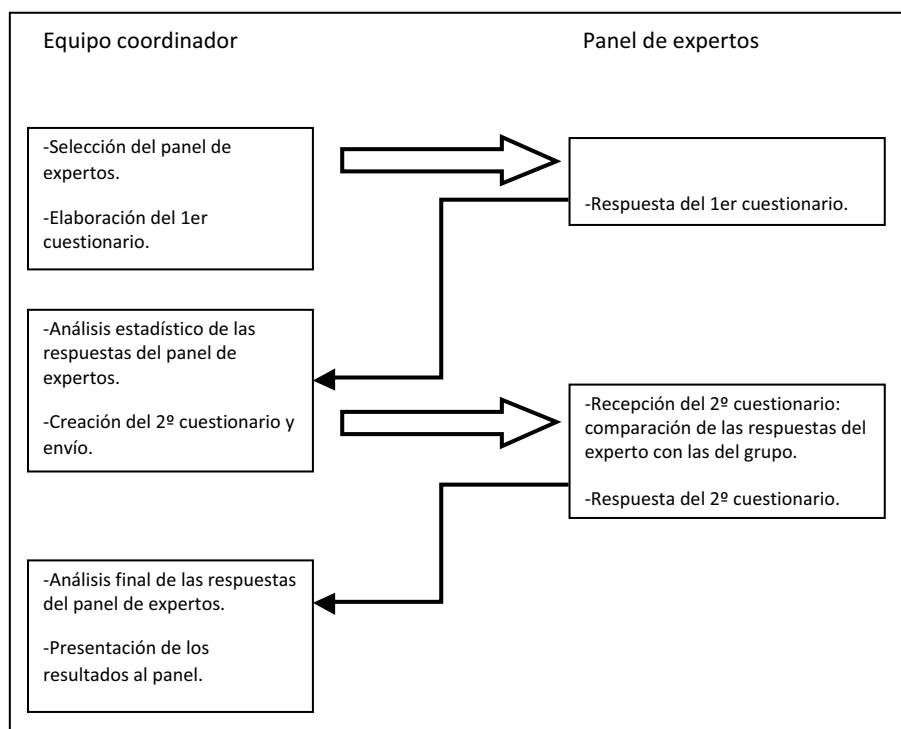 Equipo coordinador
Panel de expertos
-Selección del panel de
expertos.
-Elaboración del 1er
cuestionario.
-Respuesta del 1er cuestionario.
-Análisis estadístico de las
respuestas del panel de
expertos.
-Creación del 2º cuestionario y
envío.
-Recepción del 2º cuestionario:
comparación de las respuestas del
experto con las del grupo.
-Respuesta del 2º cuestionario.
-Análisis final de las respuestas
del panel de expertos.
-Presentación de los
resultados al panel.